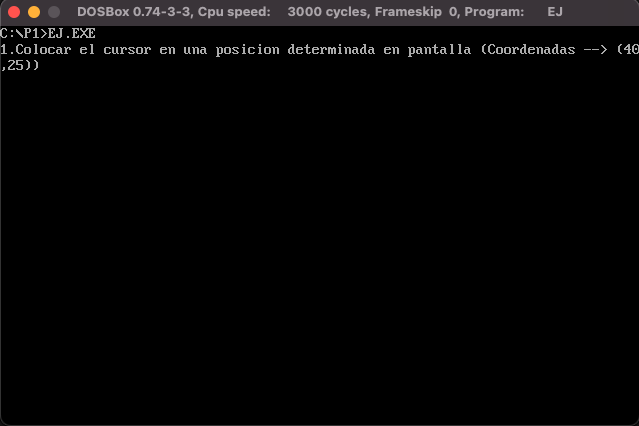 DOSBox 0.74-3-3, Cpu speed:    3000 cycles, Frameskip  0, Program:      EJ
C:\P1>EJ.EXE
1.Colocar el cursor en una posicion determinada en pantalla (Coordenadas --> (40
,25))